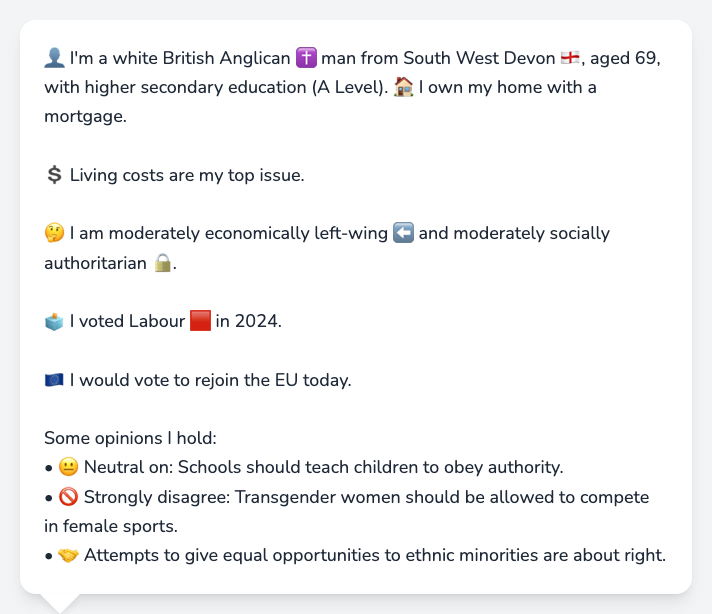 👤 I'm a white British Anglican ✝️ man from South West Devon 🏴󠁧󠁢󠁥󠁮󠁧󠁿, aged 69,
with higher secondary education (A Level). 🏠 I own my home with a
mortgage.
💲 Living costs are my top issue.
🤔 I am moderately economically left-wing ⬅️ and moderately socially
authoritarian 🔒.
🗳️ I voted Labour 🟥 in 2024.
🇪🇺 I would vote to rejoin the EU today.
Some opinions I hold:
• 😐 Neutral on: Schools should teach children to obey authority.
• 🚫 Strongly disagree: Transgender women should be allowed to compete
in female sports.
• 🤝 Attempts to give equal opportunities to ethnic minorities are about right.